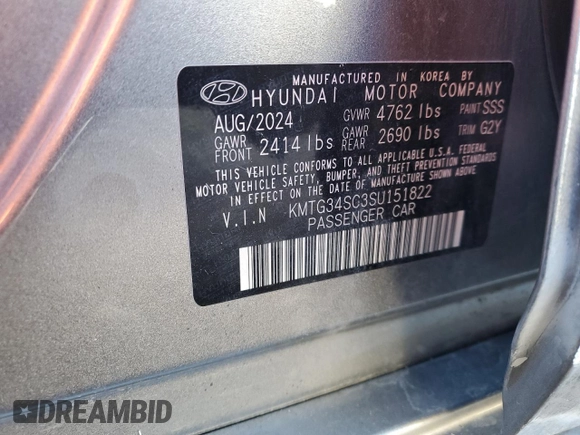 MANUFACTURED IN KOREA BY
HYUNDAI MOTOR COMPANY
AUG/2024 GVWR 4762 lbs PAINT SSS
GAWR FRONT 2414 lbs GAWR REAR 2690 lbs TRIM G2Y
THIS VEHICLE CONFORMS TO ALL APPLICABLE U.S.A. FEDERAL
MOTOR VEHICLE SAFETY, BUMPER, AND THEFT PREVENTION STANDARDS
IN EFFECT ON THE DATE OF MANUFACTURE SHOWN ABOVE.
V.I.N KMTG34SC3SU151822
PASSENGER CAR
DREAMBID